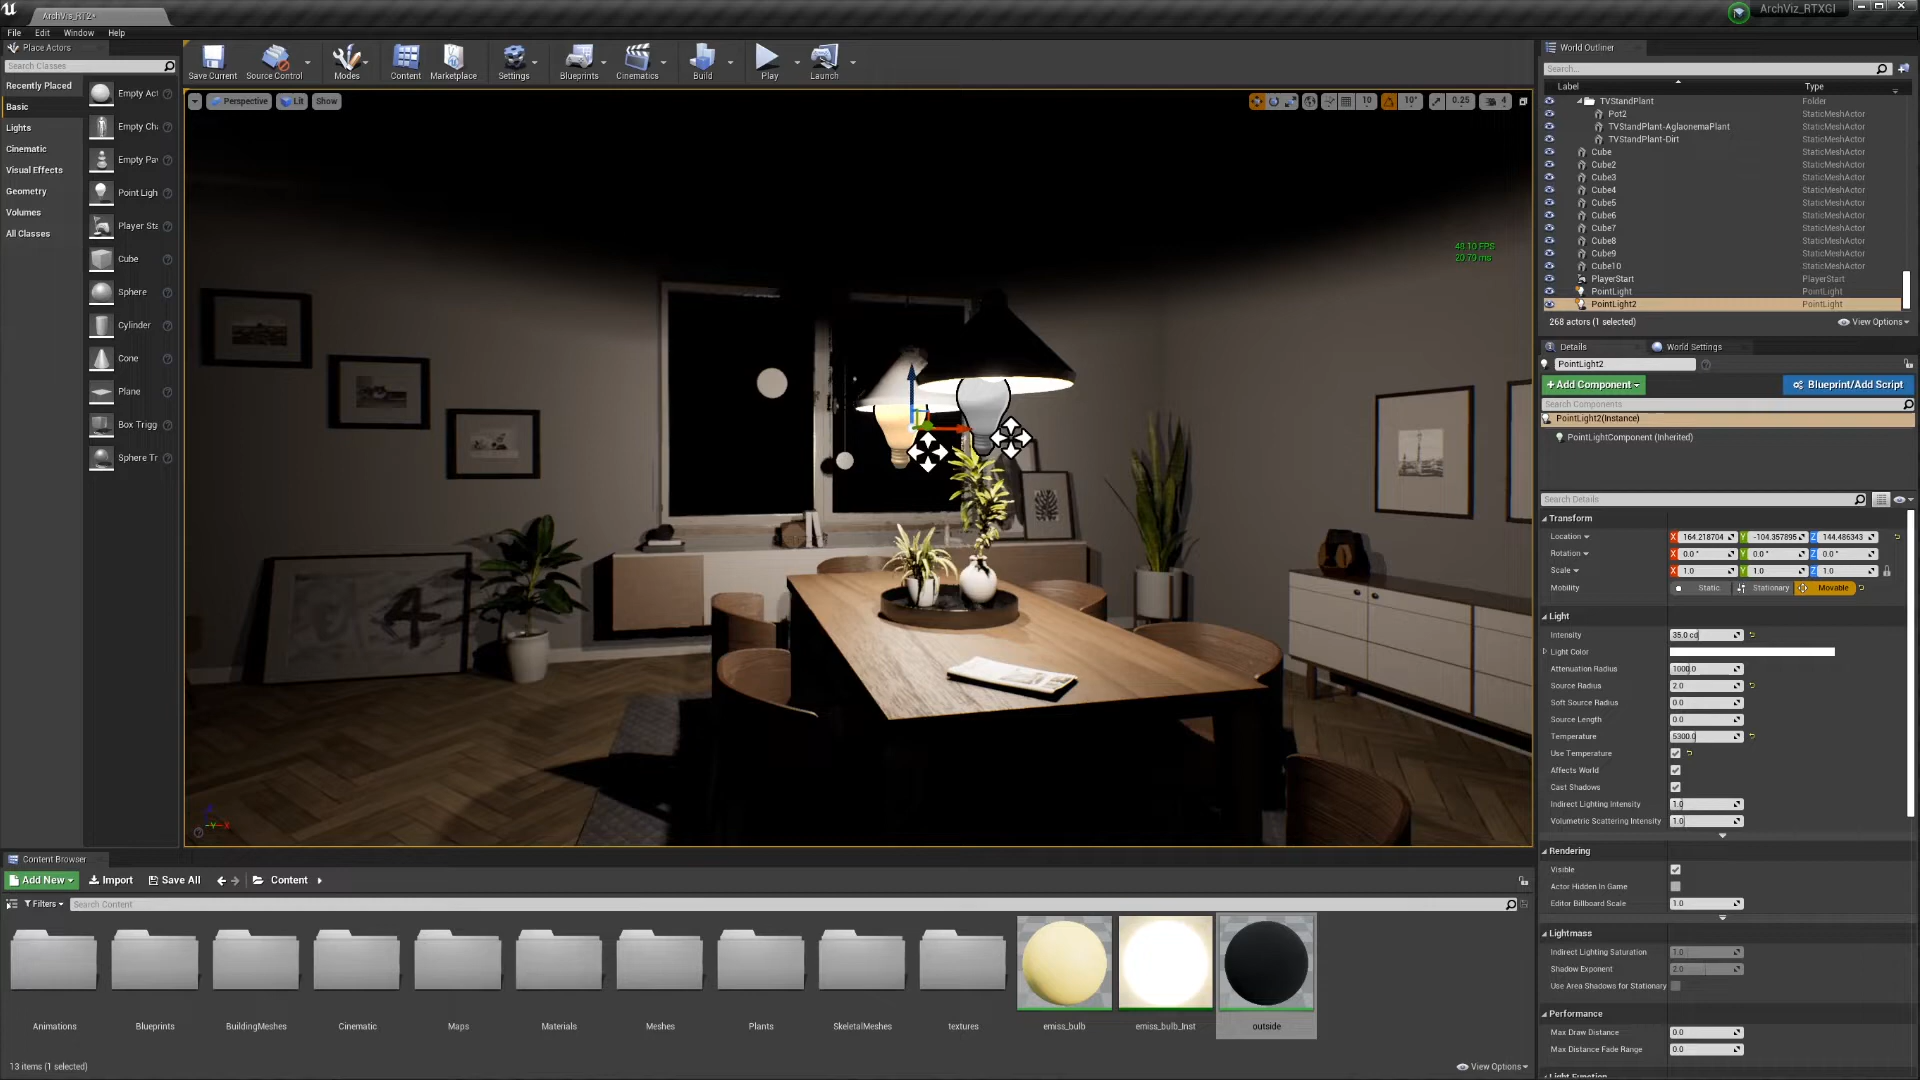 ArchVis_RT2•
ArchViz_RTXGI
File Edit Window Help
Place Actors
Search Classes
Recently Placed
Basic
Lights
Cinematic
Visual Effects
Geometry
Volumes
All Classes
Empty Act
Empty Cha
Empty Pav
Point Ligh
Player Sta
Cube
Sphere
Cylinder
Cone
Plane
Box Trigg
Sphere Tr
Save Current Source Control Modes Content Marketplace Settings Blueprints Cinematics Build Play Launch
Perspective Lit Show
10 10° 0.25 4
20.70 ms
World Outliner
Search...
Label Type
TVStandPlant Folder
Pot2 StaticMeshActor
TVStandPlant-AglaonemaPlant StaticMeshActor
TVStandPlant-Dirt StaticMeshActor
Cube StaticMeshActor
Cube2 StaticMeshActor
Cube3 StaticMeshActor
Cube4 StaticMeshActor
Cube5 StaticMeshActor
Cube6 StaticMeshActor
Cube7 StaticMeshActor
Cube8 StaticMeshActor
Cube9 StaticMeshActor
Cube10 StaticMeshActor
PlayerStart PlayerStart
PointLight PointLight
PointLight2 PointLight
268 actors (1 selected) View Options
Details World Settings
PointLight2
+Add Component Blueprint/Add Script
Search Components
PointLight2(Instance)
PointLightComponent (Inherited)
Search Details
Transform
Location X 164.218704 Y -104.357895 Z 144.486343
Rotation X 0.0 ° Y 0.0 ° Z 0.0 °
Scale X 1.0 Y 1.0 Z 1.0
Mobility Static Stationary Movable
Light
Intensity 35.0 cd
Light Color
Attenuation Radius 1000.0
Source Radius 2.0
Soft Source Radius 0.0
Source Length 0.0
Temperature 5300.0
Use Temperature
Affects World
Cast Shadows
Indirect Lighting Intensity 1.0
Volumetric Scattering Intensity 1.0
Rendering
Visible
Actor Hidden In Game
Editor Billboard Scale 1.0
Lightmass
Indirect Lighting Saturation 1.0
Shadow Exponent 2.0
Use Area Shadows for Stationary
Performance
Max Draw Distance 0.0
Max Distance Fade Range 0.0
Light Function
Content Browser
Add New Import Save All Content
Filters Search Content
Animations Blueprints BuildingMeshes Cinematic Maps Materials Meshes Plants SkeletalMeshes textures emiss_bulb emiss_bulb_Inst outside
13 items (1 selected) View Options